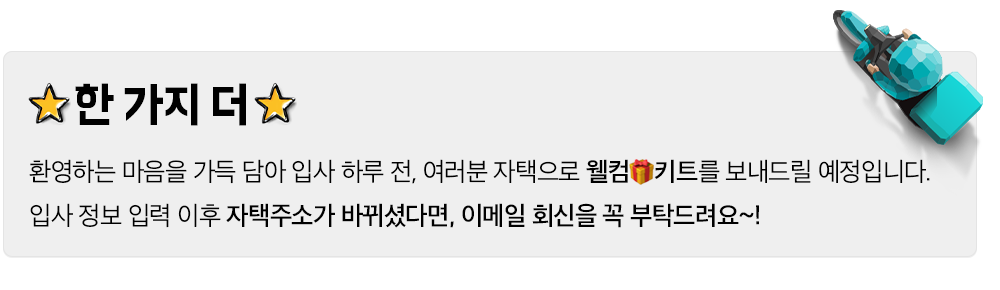 ⭐한 가지 더⭐
환영하는 마음을 가득 담아 입사 하루 전, 여러분 자택으로 웰컴🎁키트를 보내드릴 예정입니다.
입사 정보 입력 이후 자택주소가 바뀌셨다면, 이메일 회신을 꼭 부탁드려요~!